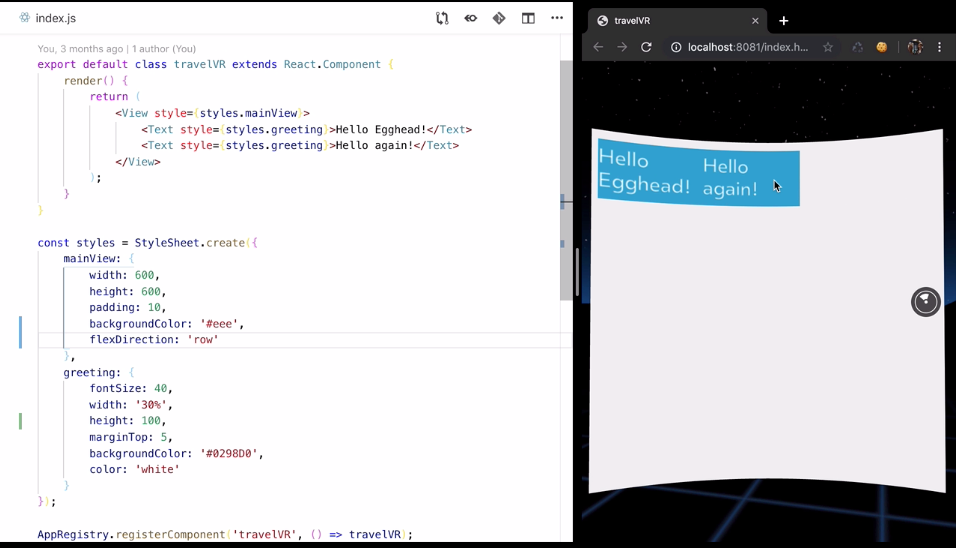 index.js
You, 3 months ago | 1 author (You)
export default class travelVR extends React.Component {
render() {
return (
<View style={styles.mainView}>
<Text style={styles.greeting}>Hello Egghead!</Text>
<Text style={styles.greeting}>Hello again!</Text>
</View>
);
}
}
const styles = StyleSheet.create({
mainView: {
width: 600,
height: 600,
padding: 10,
backgroundColor: '#eee',
flexDirection: 'row'
},
greeting: {
fontSize: 40,
width: '30%',
height: 100,
marginTop: 5,
backgroundColor: '#0298D0',
color: 'white'
}
});
AppRegistry.registerComponent('travelVR', () => travelVR);
travelVR
localhost:8081/index.h...
Hello
Egghead!
Hello
again!